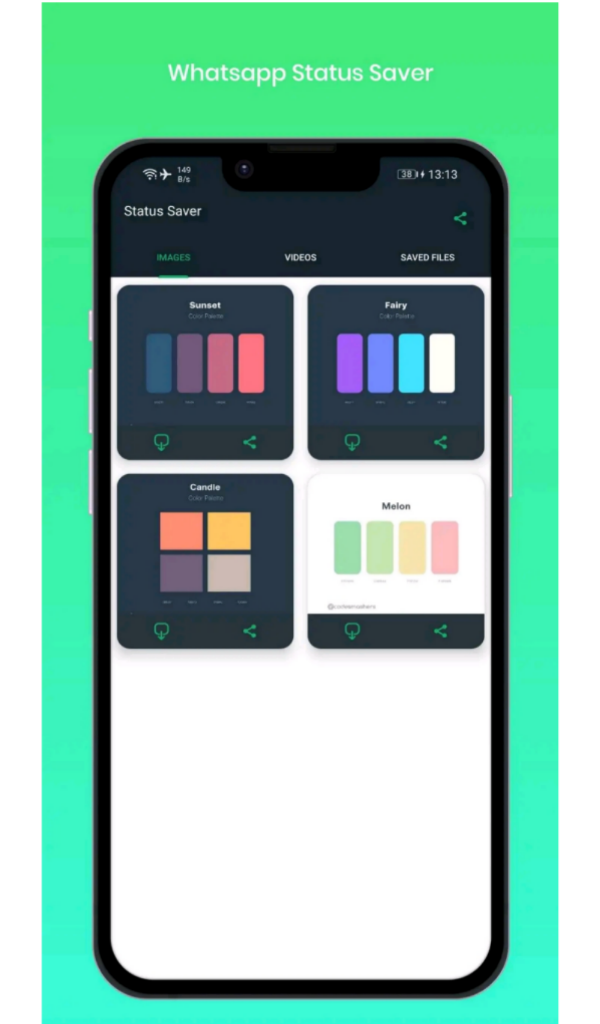 Whatsapp Status Saver
149
B/s
38
13:13
Status Saver
IMAGES
VIDEOS
SAVED FILES
Sunset
Color Palette
Fairy
Color Palette
Candle
Color Palette
Melon